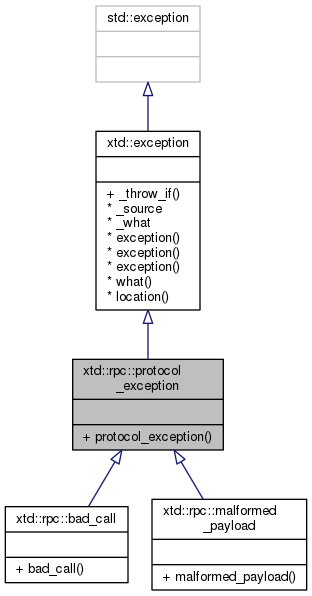 std::exception
xtd::exception
+ _throw_if()
* _source
* _what
* exception()
* exception()
* exception()
* what()
* location()
xtd::rpc::protocol
_exception
+ protocol_exception()
xtd::rpc::bad_call
+ bad_call()
xtd::rpc::malformed
_payload
+ malformed_payload()